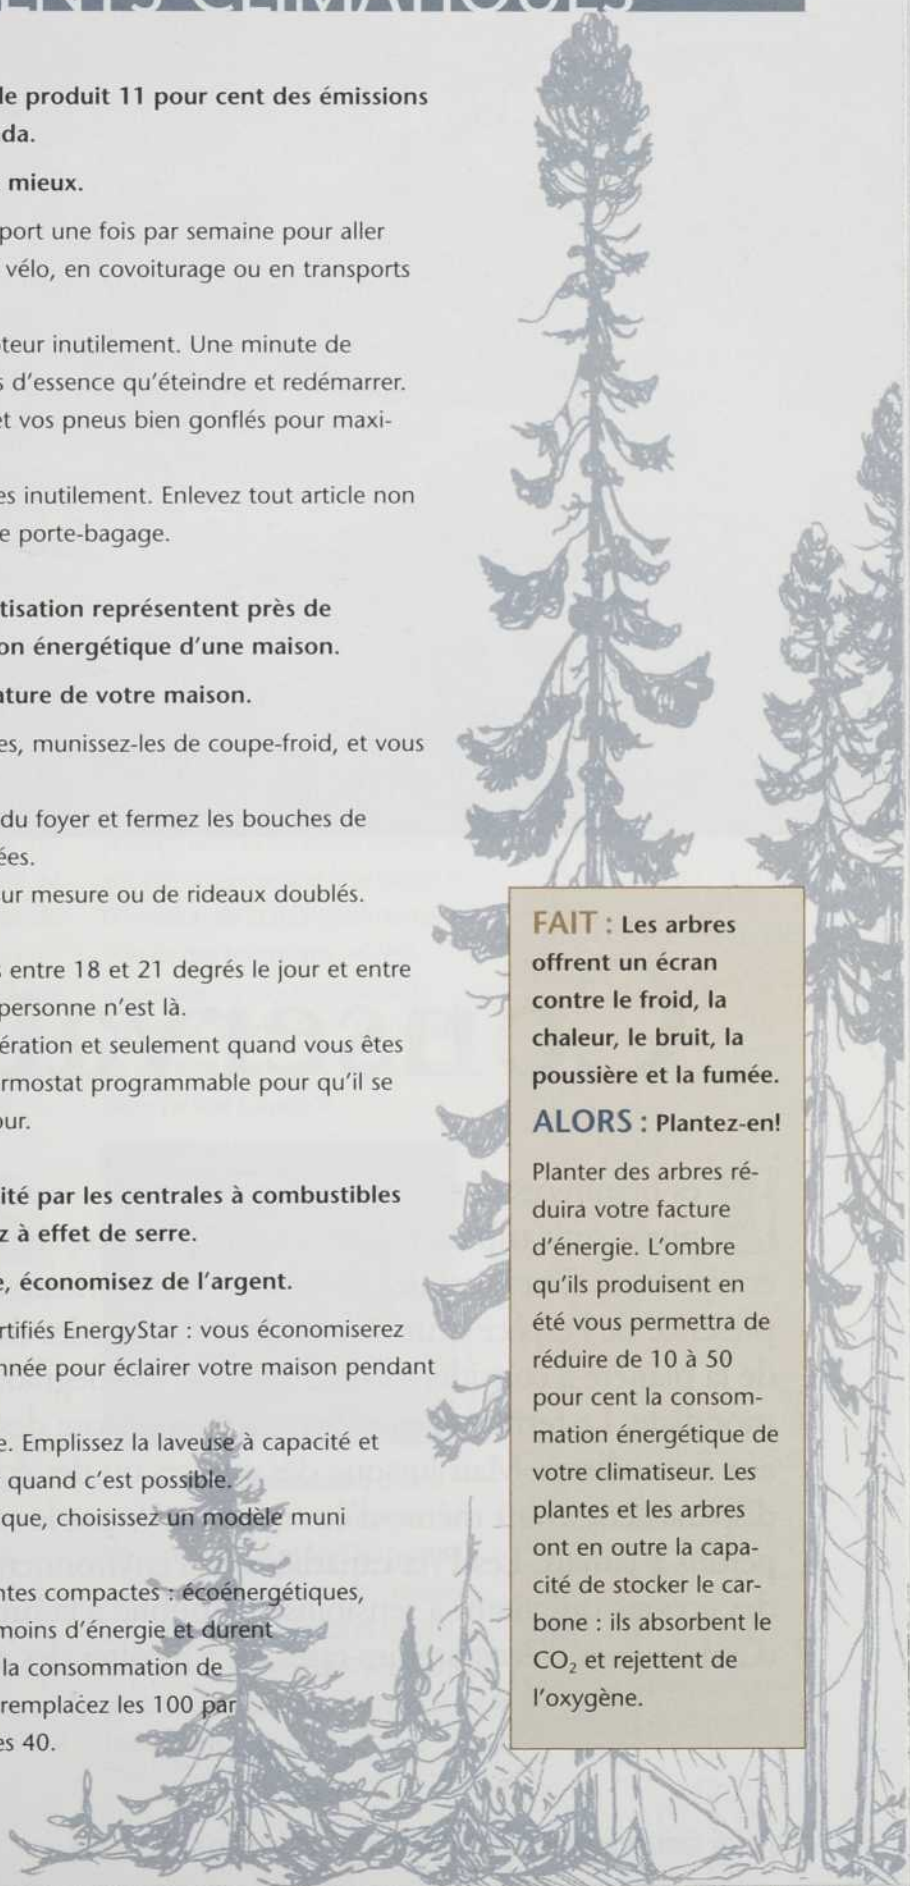 ENTS CLIMATIQUES
le produit 11 pour cent des émissions
da.
mieux.
port une fois par semaine pour aller
vélo, en covoiturage ou en transports
teur inutilement. Une minute de
s d'essence qu'éteindre et redémarrer.
et vos pneus bien gonflés pour maxi-
es inutilement. Enlevez tout article non
e porte-bagage.
tisation représentent près de
on énergétique d'une maison.
ature de votre maison.
es, munissez-les de coupe-froid, et vous
du foyer et fermez les bouches de
ées.
ur mesure ou de rideaux doublés.
s entre 18 et 21 degrés le jour et entre
personne n'est là.
ération et seulement quand vous êtes
ermostat programmable pour qu'il se
our.
ité par les centrales à combustibles
z à effet de serre.
e, économisez de l'argent.
rtifiés EnergyStar : vous économiserez
nnée pour éclairer votre maison pendant
e. Emplissez la laveuse à capacité et
quand c'est possible.
que, choisissez un modèle muni
ntes compactes : écoénergétiques,
moins d'énergie et durent
la consommation de
remplacez les 100 par
es 40.
FAIT : Les arbres
offrent un écran
contre le froid, la
chaleur, le bruit, la
poussière et la fumée.
ALORS : Plantez-en!
Planter des arbres ré-
duira votre facture
d'énergie. L'ombre
qu'ils produisent en
été vous permettra de
réduire de 10 à 50
pour cent la consom-
mation énergétique de
votre climatiseur. Les
plantes et les arbres
ont en outre la capa-
cité de stocker le car-
bone : ils absorbent le
CO₂ et rejettent de
l'oxygène.